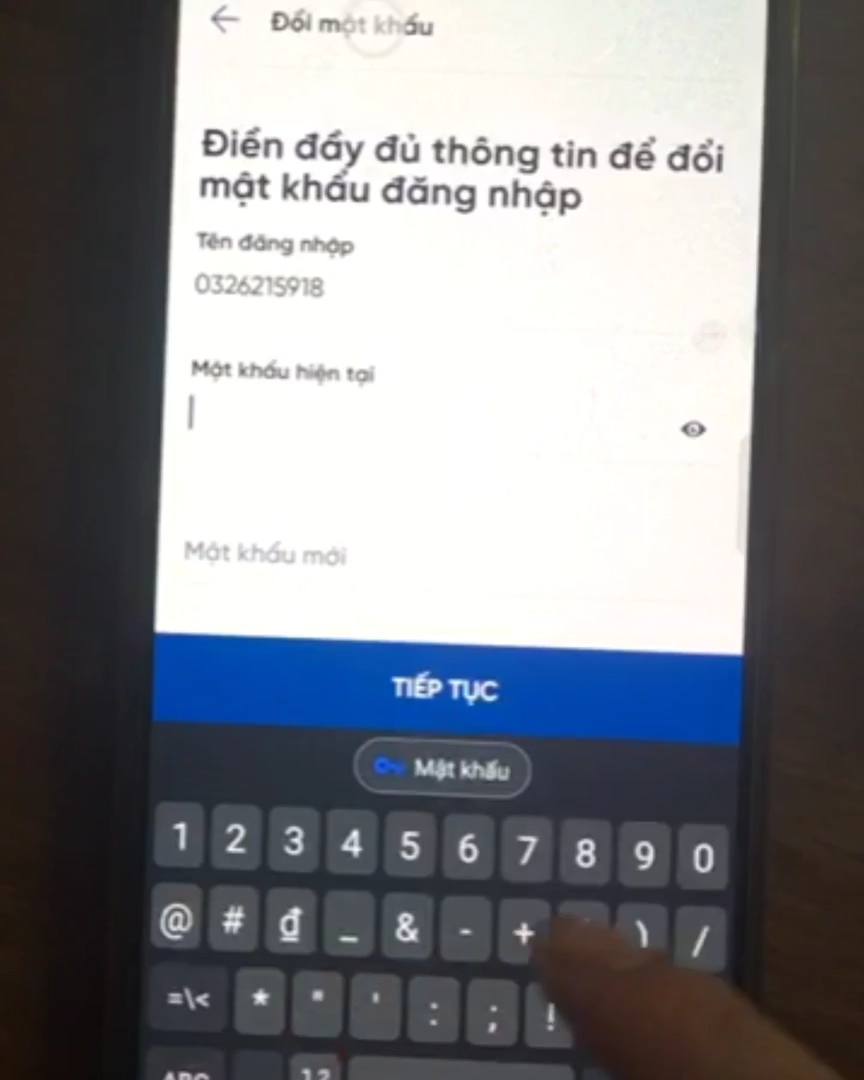 Đổi mật khẩu
Điền đầy đủ thông tin để đổi
mật khẩu đăng nhập
Tên đăng nhập
0326215918
Mật khẩu hiện tại
Mật khẩu mới
TIẾP TỤC
Mật khẩu
1 2 3 4 5 6 7 8 9 0
@ # ₫ _ & - + ) /
=\< * " ' : ; !
ABC 12